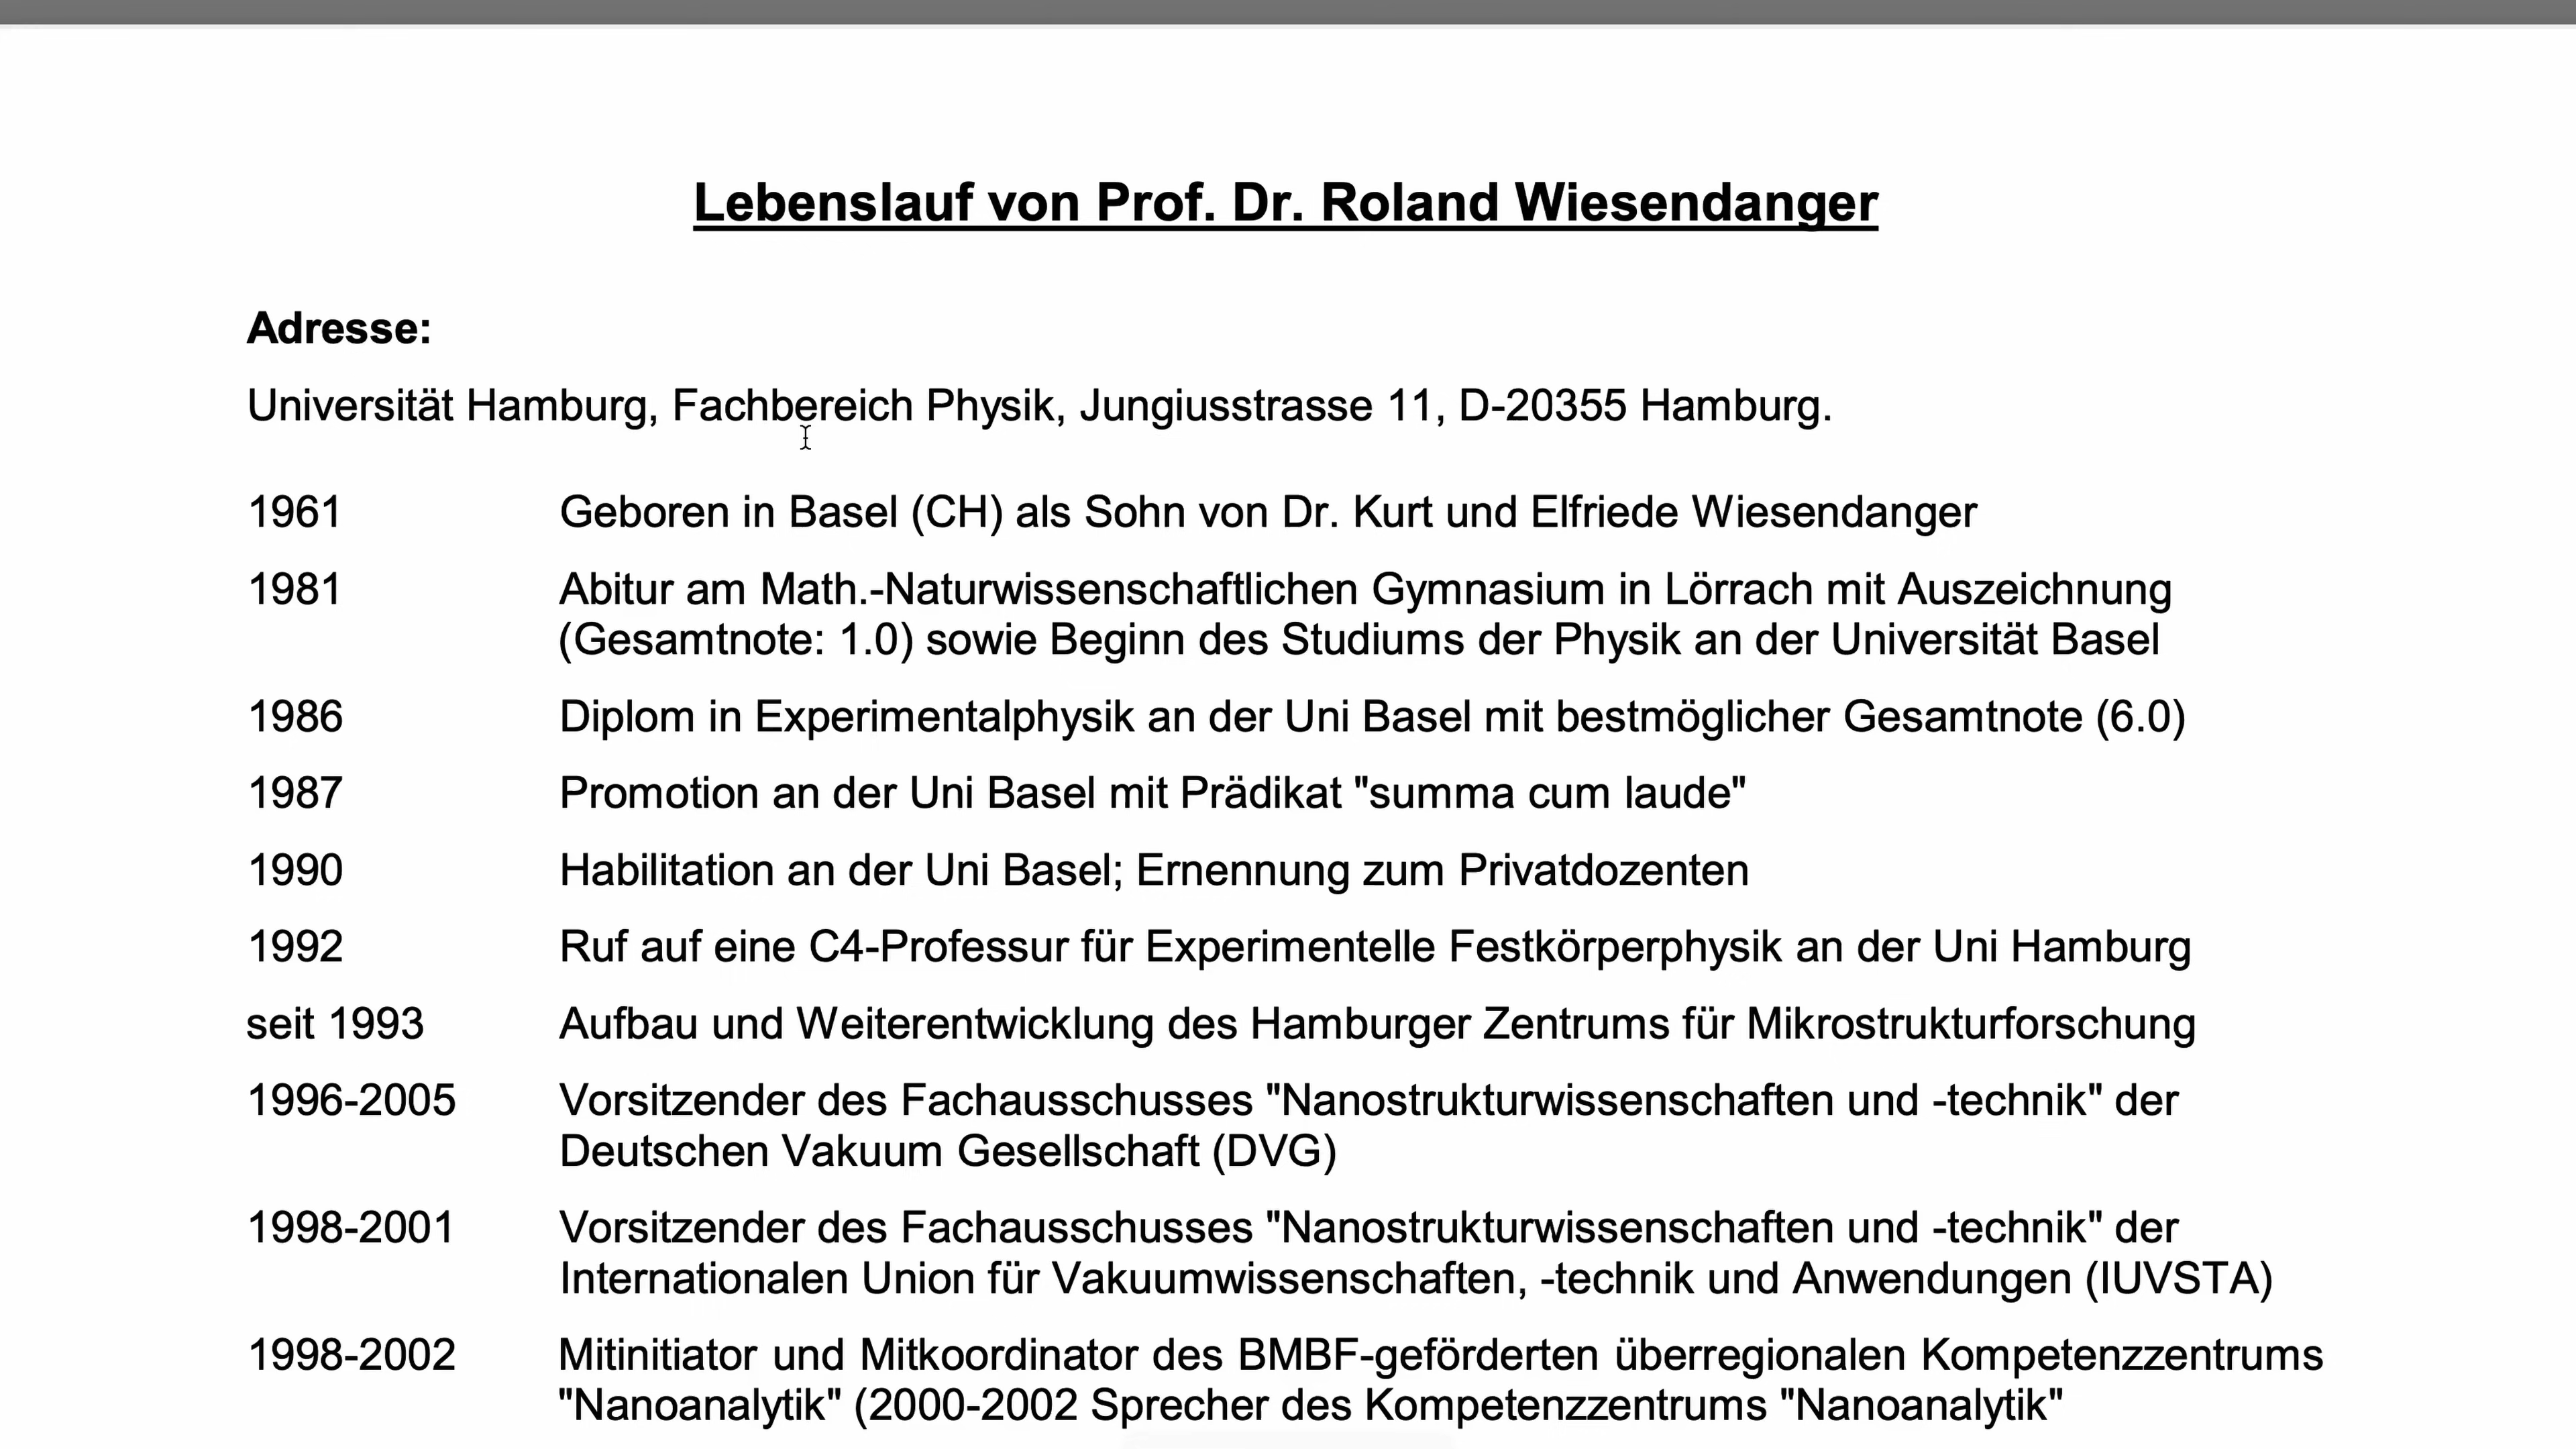 Lebenslauf von Prof. Dr. Roland Wiesendanger
Adresse:
Universität Hamburg, Fachbereich Physik, Jungiusstrasse 11, D-20355 Hamburg.
1961 Geboren in Basel (CH) als Sohn von Dr. Kurt und Elfriede Wiesendanger
1981 Abitur am Math.-Naturwissenschaftlichen Gymnasium in Lörrach mit Auszeichnung
(Gesamtnote: 1.0) sowie Beginn des Studiums der Physik an der Universität Basel
1986 Diplom in Experimentalphysik an der Uni Basel mit bestmöglicher Gesamtnote (6.0)
1987 Promotion an der Uni Basel mit Prädikat "summa cum laude"
1990 Habilitation an der Uni Basel; Ernennung zum Privatdozenten
1992 Ruf auf eine C4-Professur für Experimentelle Festkörperphysik an der Uni Hamburg
seit 1993 Aufbau und Weiterentwicklung des Hamburger Zentrums für Mikrostrukturforschung
1996-2005 Vorsitzender des Fachausschusses "Nanostrukturwissenschaften und -technik" der
Deutschen Vakuum Gesellschaft (DVG)
1998-2001 Vorsitzender des Fachausschusses "Nanostrukturwissenschaften und -technik" der
Internationalen Union für Vakuumwissenschaften, -technik und Anwendungen (IUVSTA)
1998-2002 Mitinitiator und Mitkoordinator des BMBF-geförderten überregionalen Kompetenzzentrums
"Nanoanalytik" (2000-2002 Sprecher des Kompetenzzentrums "Nanoanalytik"